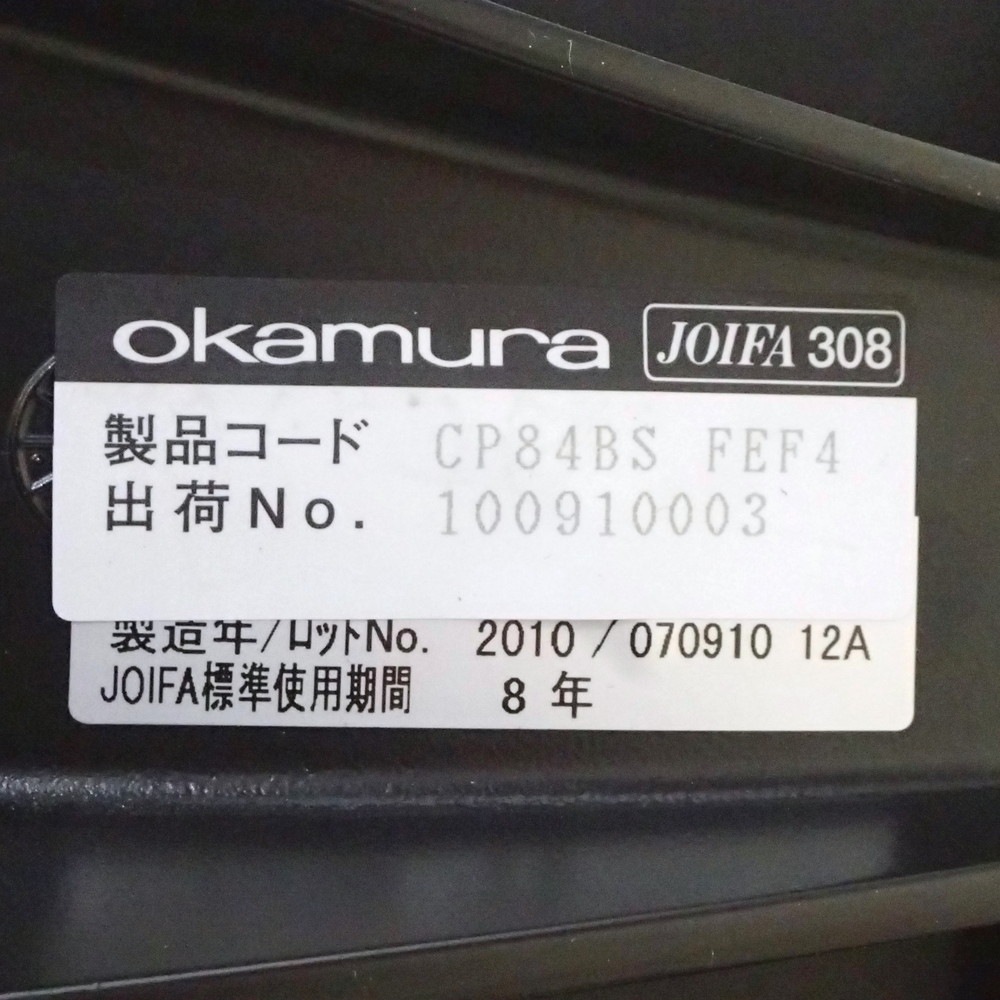 okamura JOIFA 308
製品コード CP84BS FEF4
出荷No. 100910003
製造年/ロットNo. 2010 / 070910 12A
JOIFA標準使用期間 8 年